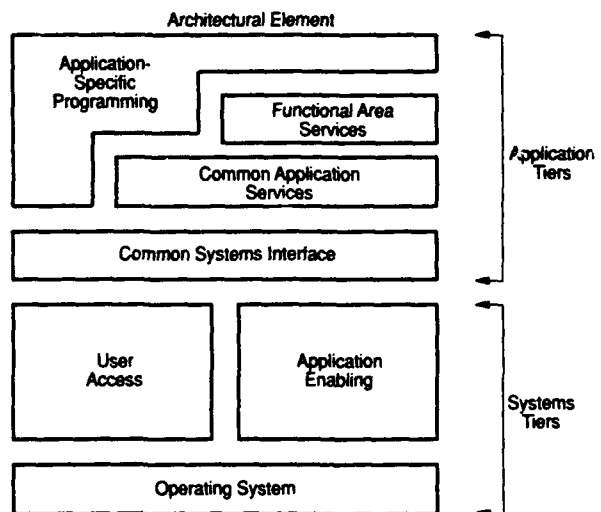 Architectural Element
Application-
Specific
Programming
Functional Area
Services
Common Application
Services
Application
Tiers
Common Systems Interface
User
Access
Application
Enabling
Systems
Tiers
Operating System